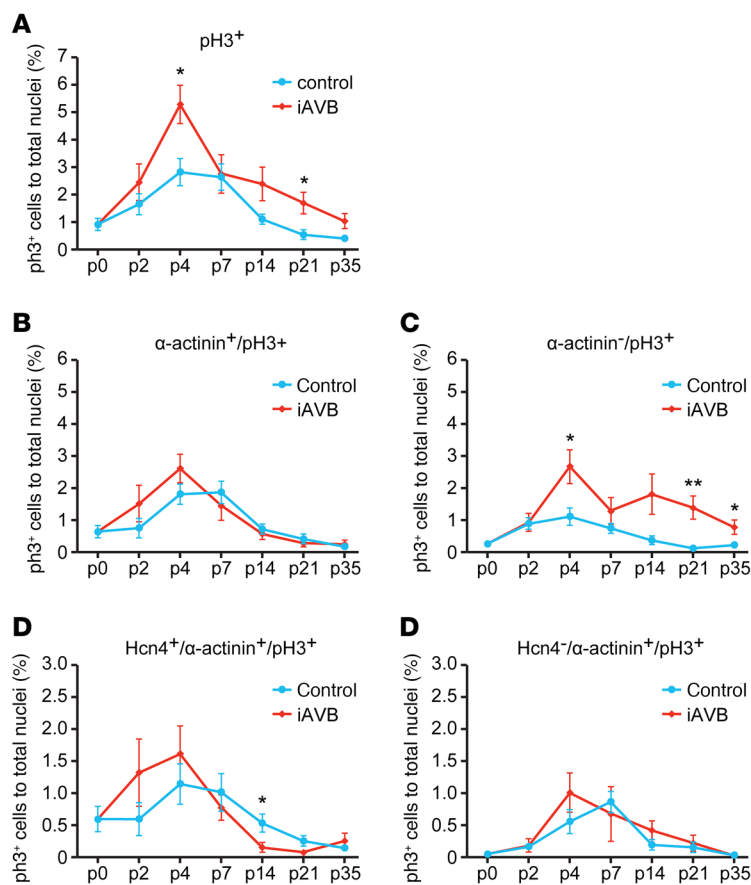 A
pH3⁺
ph3⁺ cells to total nuclei (%)
7
6
5
4
3
2
1
0
*
*
control
iAVB
p0 p2 p4 p7 p14 p21 p35
B
α-actinin⁺/pH3+
ph3⁺ cells to total nuclei (%)
6
5
4
3
2
1
0
Control
iAVB
p0 p2 p4 p7 p14 p21 p35
C
α-actinin⁻/pH3⁺
ph3⁺ cells to total nuclei (%)
6
5
4
3
2
1
0
*
**
*
Control
iAVB
p0 p2 p4 p7 p14 p21 p35
D
Hcn4⁺/α-actinin⁺/pH3⁺
ph3⁺ cells to total nuclei (%)
3.0
2.5
2.0
1.5
1.0
0.5
0
*
Control
iAVB
p0 p2 p4 p7 p14 p21 p35
D
Hcn4⁻/α-actinin⁺/pH3⁺
ph3⁺ cells to total nuclei (%)
3.0
2.5
2.0
1.5
1.0
0.5
0
Control
iAVB
p0 p2 p4 p7 p14 p21 p35